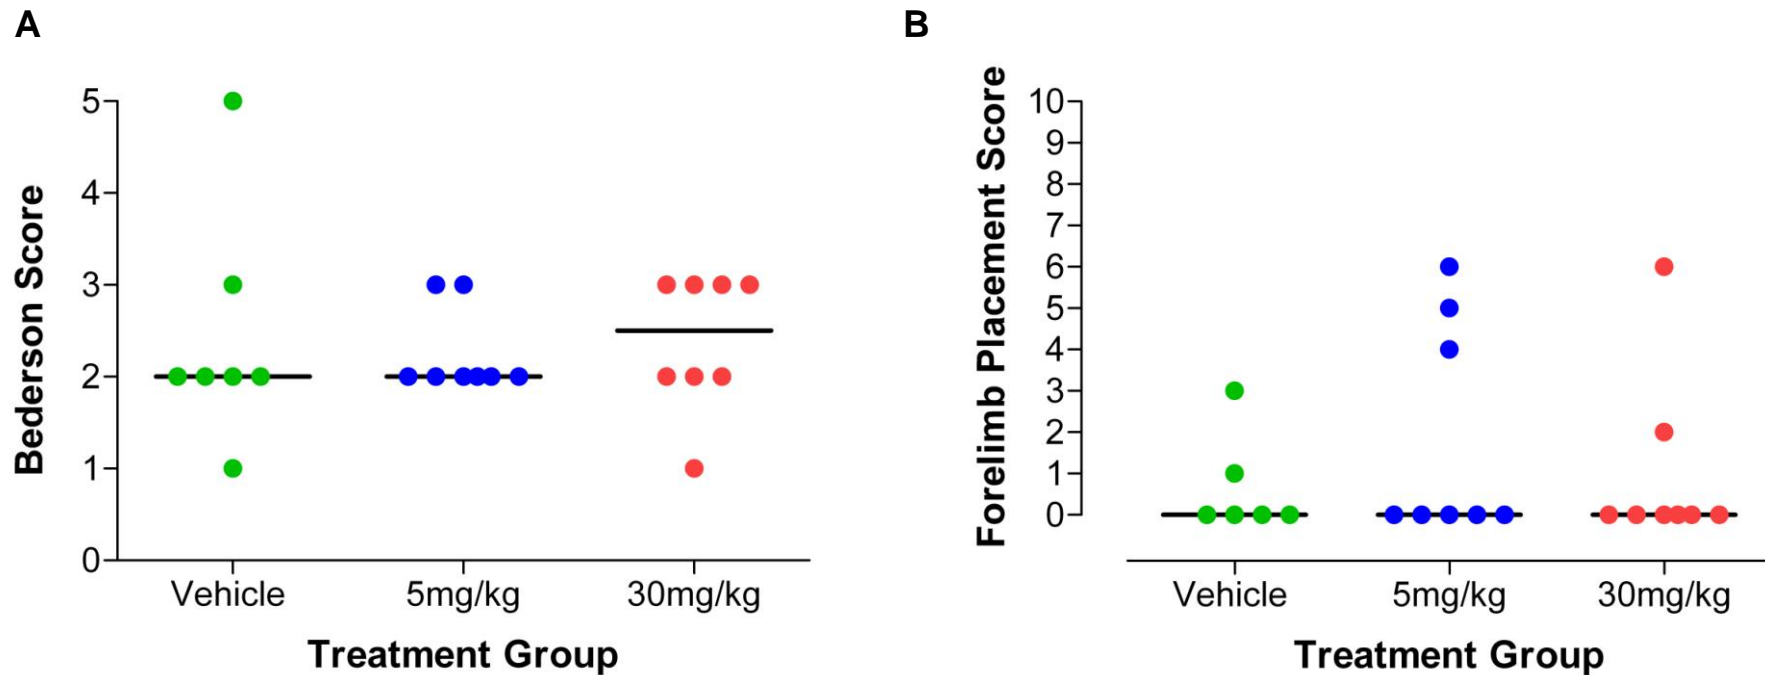 A
Bederson Score
5
4
3
2
1
0
Vehicle
5mg/kg
30mg/kg
Treatment Group
B
Forelimb Placement Score
10
9
8
7
6
5
4
3
2
1
0
Vehicle
5mg/kg
30mg/kg
Treatment Group